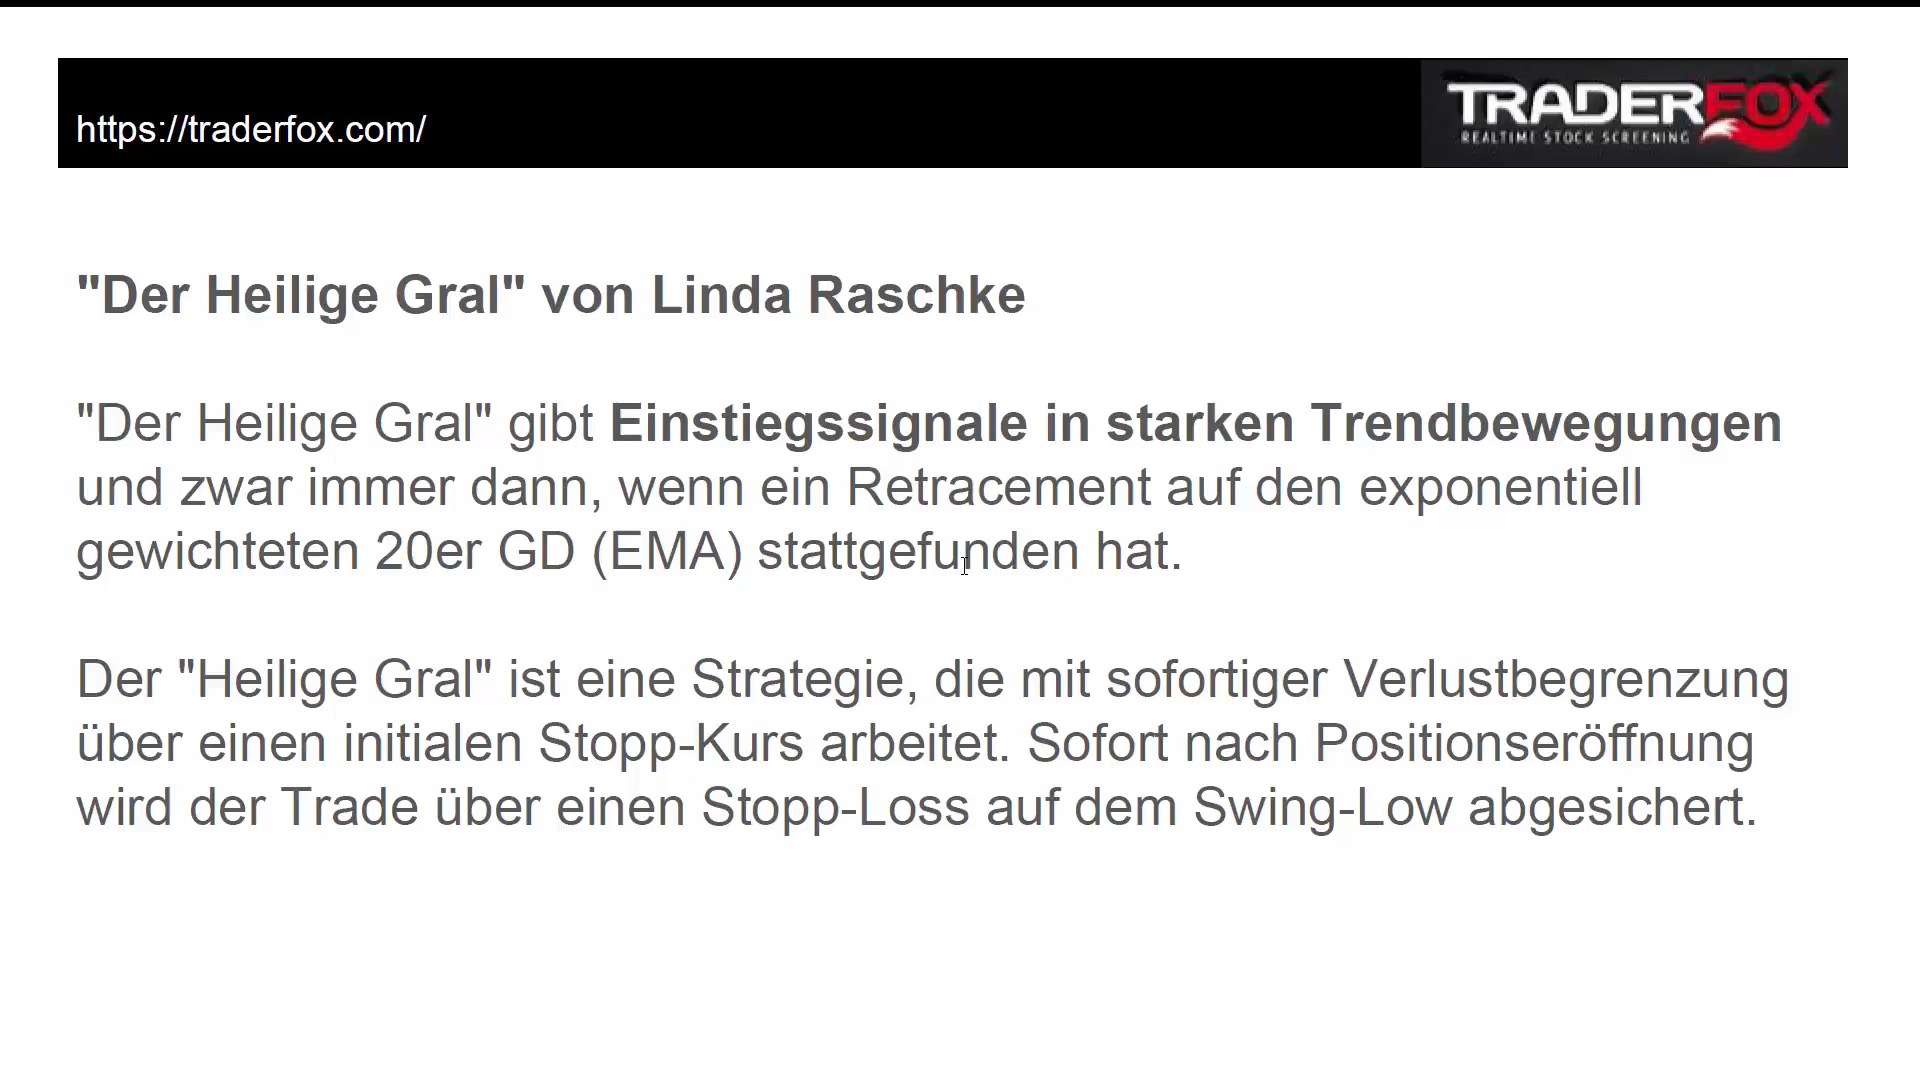 https://traderfox.com/
TRADERFOX
REALTIME STOCK SCREENING
"Der Heilige Gral" von Linda Raschke
"Der Heilige Gral" gibt Einstiegssignale in starken Trendbewegungen
und zwar immer dann, wenn ein Retracement auf den exponentiell
gewichteten 20er GD (EMA) stattgefunden hat.
Der "Heilige Gral" ist eine Strategie, die mit sofortiger Verlustbegrenzung
über einen initialen Stopp-Kurs arbeitet. Sofort nach Positionseröffnung
wird der Trade über einen Stopp-Loss auf dem Swing-Low abgesichert.